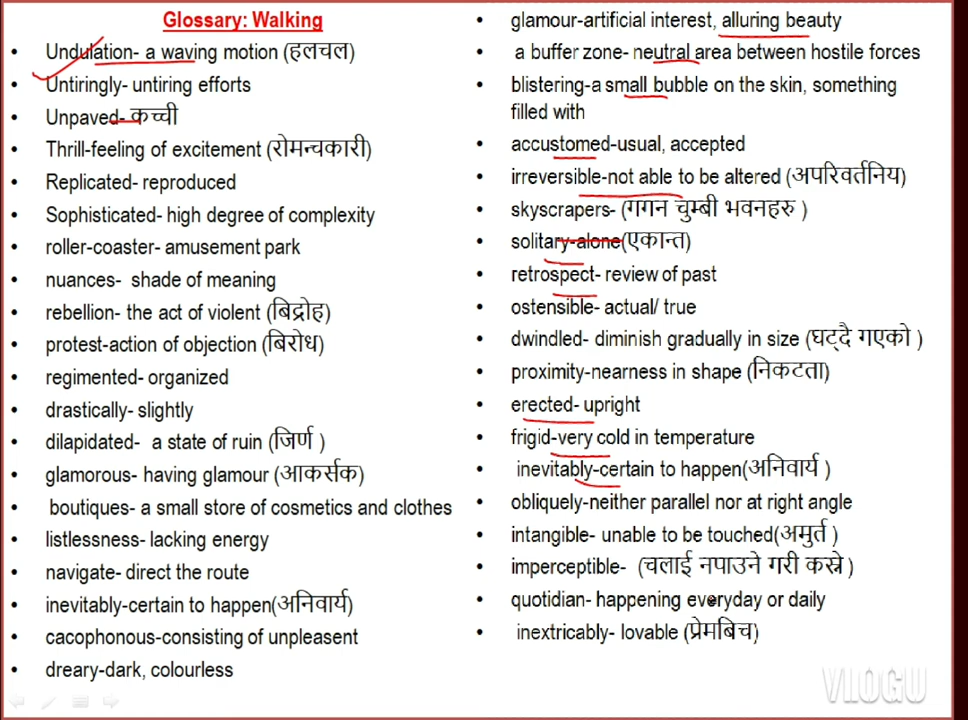 Glossary: Walking
• Undulation- a waving motion (हलचल)
• Untiringly- untiring efforts
• Unpaved- कच्ची
• Thrill-feeling of excitement (रोमन्चकारी)
• Replicated- reproduced
• Sophisticated- high degree of complexity
• roller-coaster- amusement park
• nuances- shade of meaning
• rebellion- the act of violent (बिद्रोह)
• protest-action of objection (बिरोध)
• regimented- organized
• drastically- slightly
• dilapidated- a state of ruin (जिर्ण )
• glamorous- having glamour (आकर्सक)
• boutiques- a small store of cosmetics and clothes
• listlessness- lacking energy
• navigate- direct the route
• inevitably-certain to happen(अनिवार्य)
• cacophonous-consisting of unpleasent
• dreary-dark, colourless
• glamour-artificial interest, alluring beauty
• a buffer zone- neutral area between hostile forces
• blistering-a small bubble on the skin, something
filled with
• accustomed-usual, accepted
• irreversible-not able to be altered (अपरिवर्तनिय)
• skyscrapers- (गगन चुम्बी भवनहरु )
• solitary-alone(एकान्त)
• retrospect- review of past
• ostensible- actual/ true
• dwindled- diminish gradually in size (घट्दै गएको )
• proximity-nearness in shape (निकटता)
• erected- upright
• frigid-very cold in temperature
• inevitably-certain to happen(अनिवार्य )
• obliquely-neither parallel nor at right angle
• intangible- unable to be touched(अमुर्त )
• imperceptible- (चलाई नपाउने गरी कस्ने )
• quotidian- happening everyday or daily
• inextricably- lovable (प्रेमबिच)
VLOGU